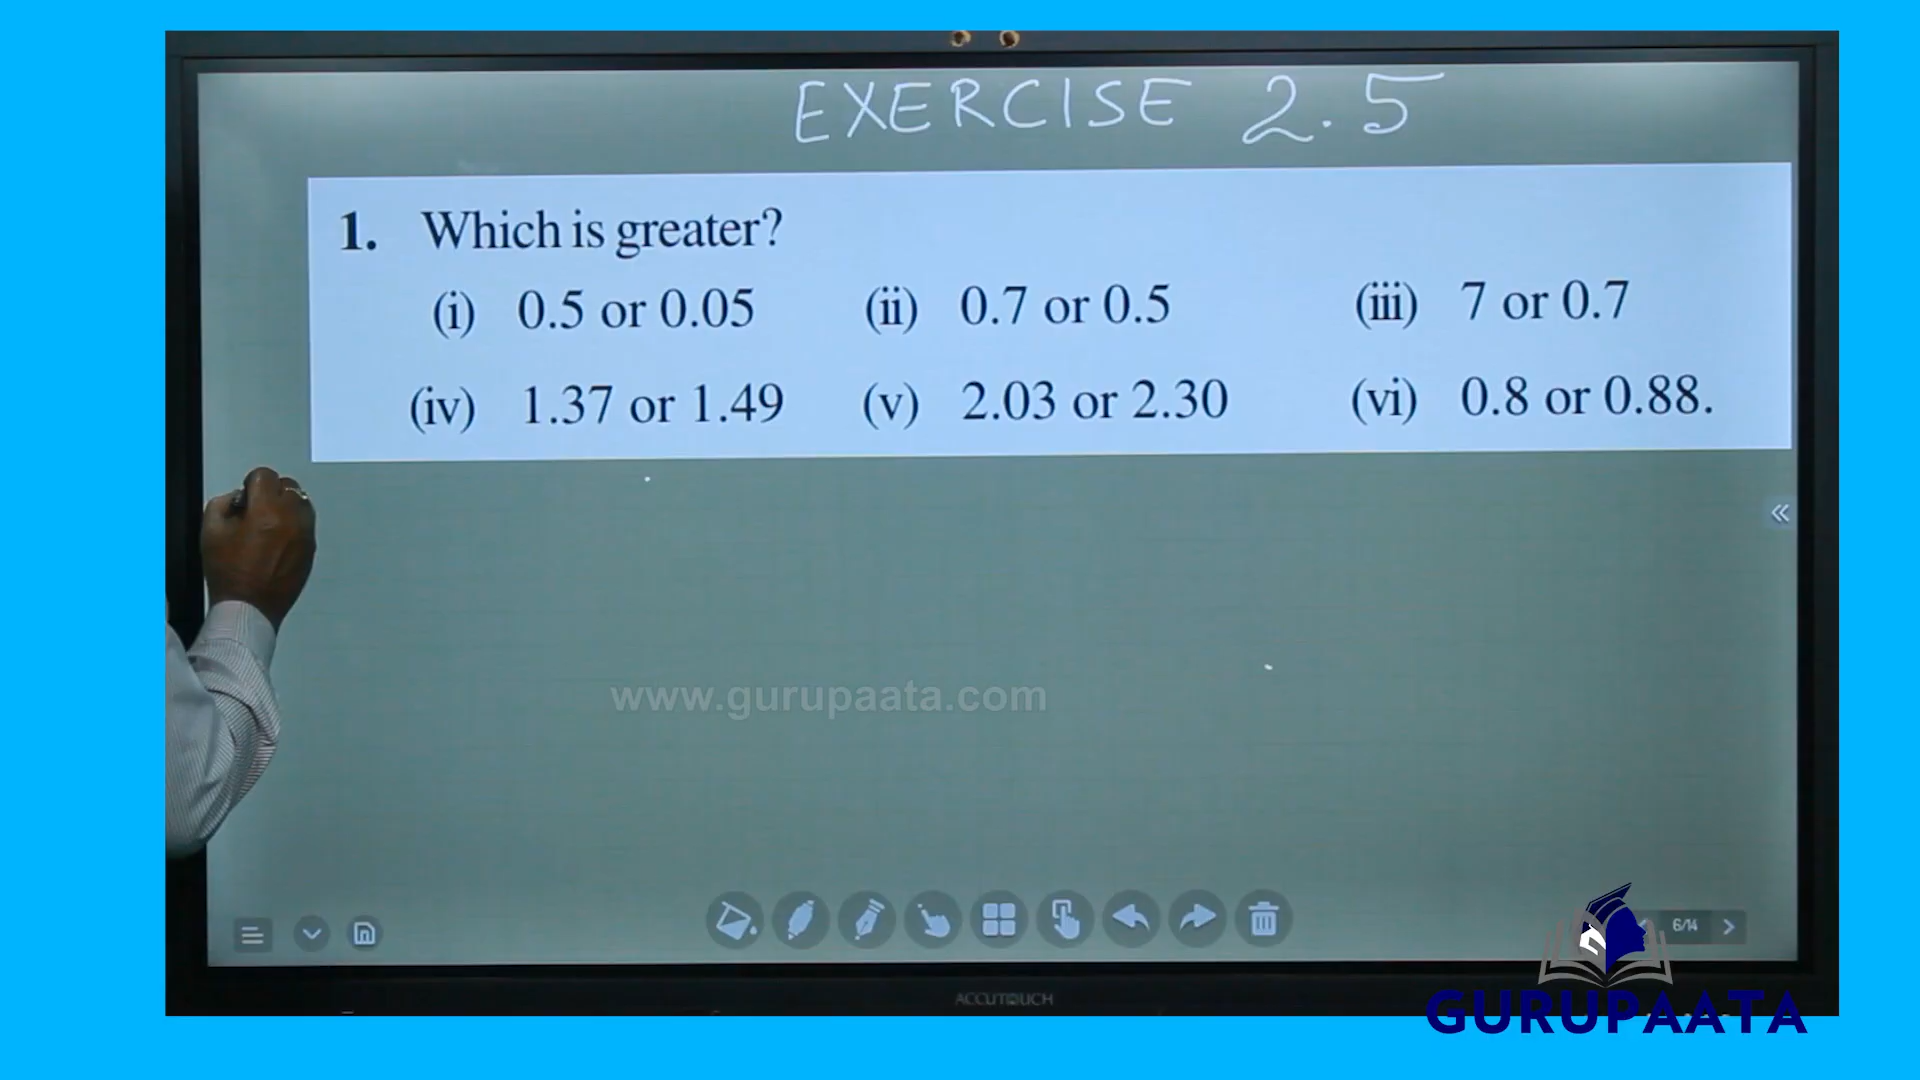 EXERCISE 2.5
1. Which is greater?
(i) 0.5 or 0.05 (ii) 0.7 or 0.5 (iii) 7 or 0.7
(iv) 1.37 or 1.49 (v) 2.03 or 2.30 (vi) 0.8 or 0.88.
www.gurupaata.com
6/14
ACCUTOUCH
GURUPAATA